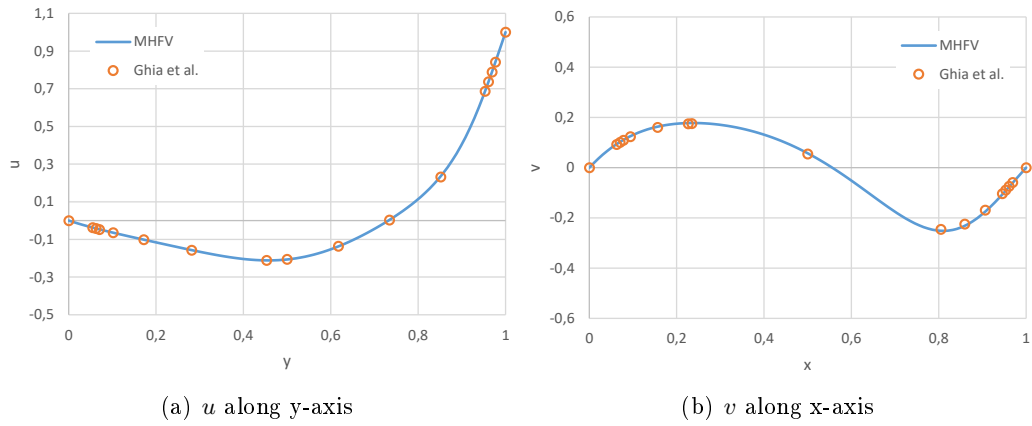 1,1
0,9
0,7
0,5
0,3
0,1
-0,1
-0,3
-0,5
u
MHFV
Ghia et al.
0 0,2 0,4 0,6 0,8 1
y
(a) u along y-axis
0,6
0,4
0,2
0
-0,2
-0,4
-0,6
v
MHFV
Ghia et al.
0 0,2 0,4 0,6 0,8 1
x
(b) v along x-axis